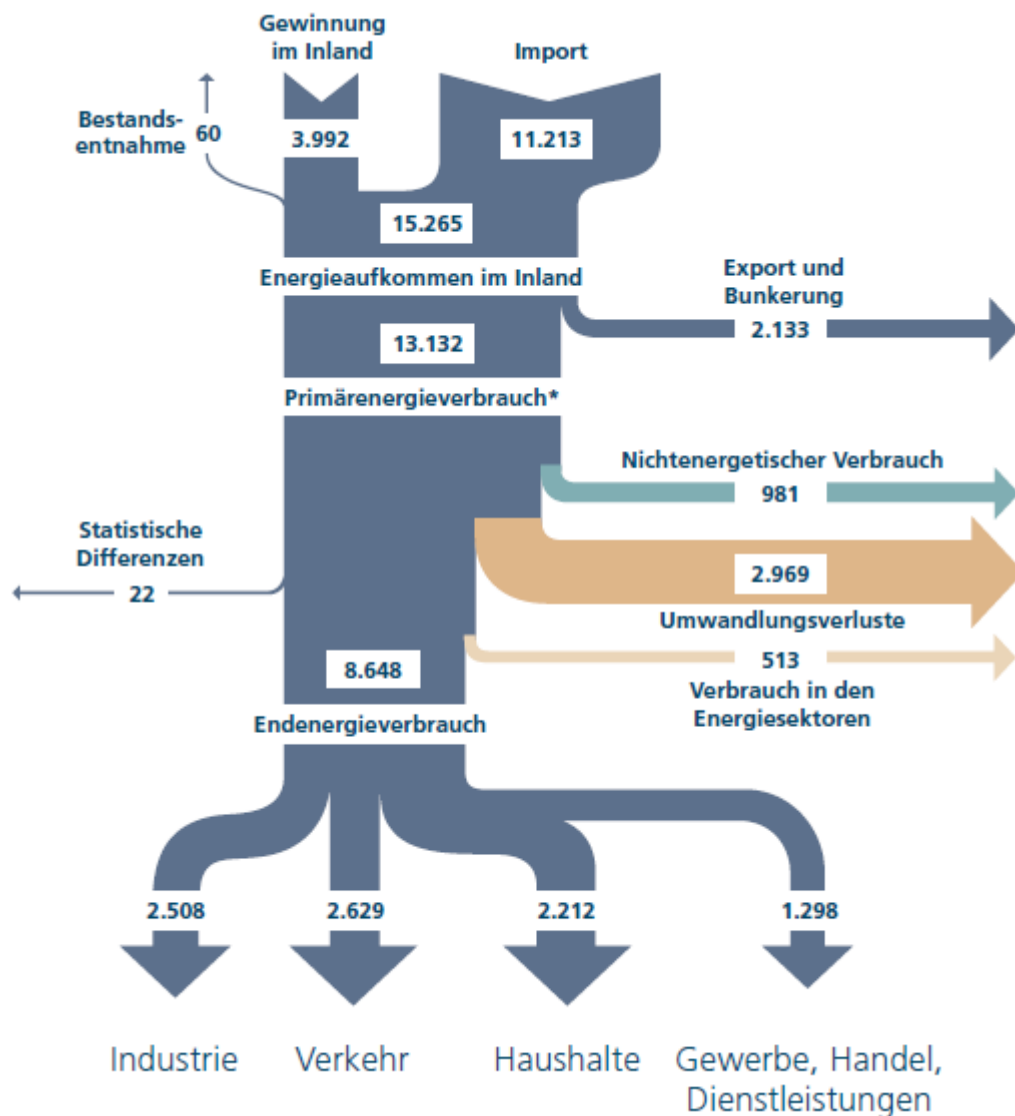 Gewinnung
im Inland
Import
Bestands-
entnahme
60
3.992
11.213
15.265
Energieaufkommen im Inland
Export und
Bunkerung
2.133
13.132
Primärenergieverbrauch*
Nichtenergetischer Verbrauch
981
Statistische
Differenzen
22
2.969
Umwandlungsverluste
8.648
513
Verbrauch in den
Energiesektoren
Endenergieverbrauch
2.508
2.629
2.212
1.298
Industrie
Verkehr
Haushalte
Gewerbe, Handel,
Dienstleistungen